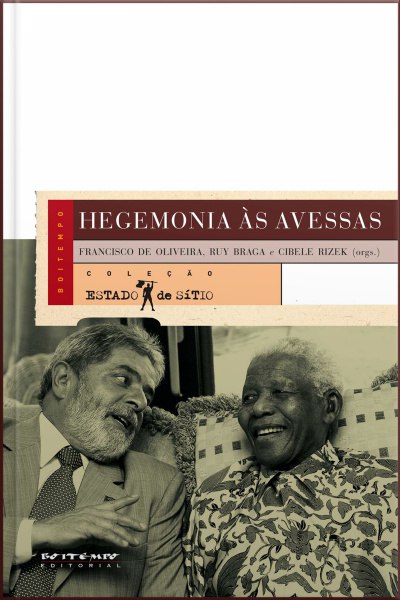 BOITEMPO
HEGEMONIA ÀS AVESSAS
FRANCISCO DE OLIVEIRA, RUY BRAGA e CIBELE RIZEK (orgs.)
COLEÇÃO
ESTADO de SÍTIO
BOITEMPO
EDITORIAL